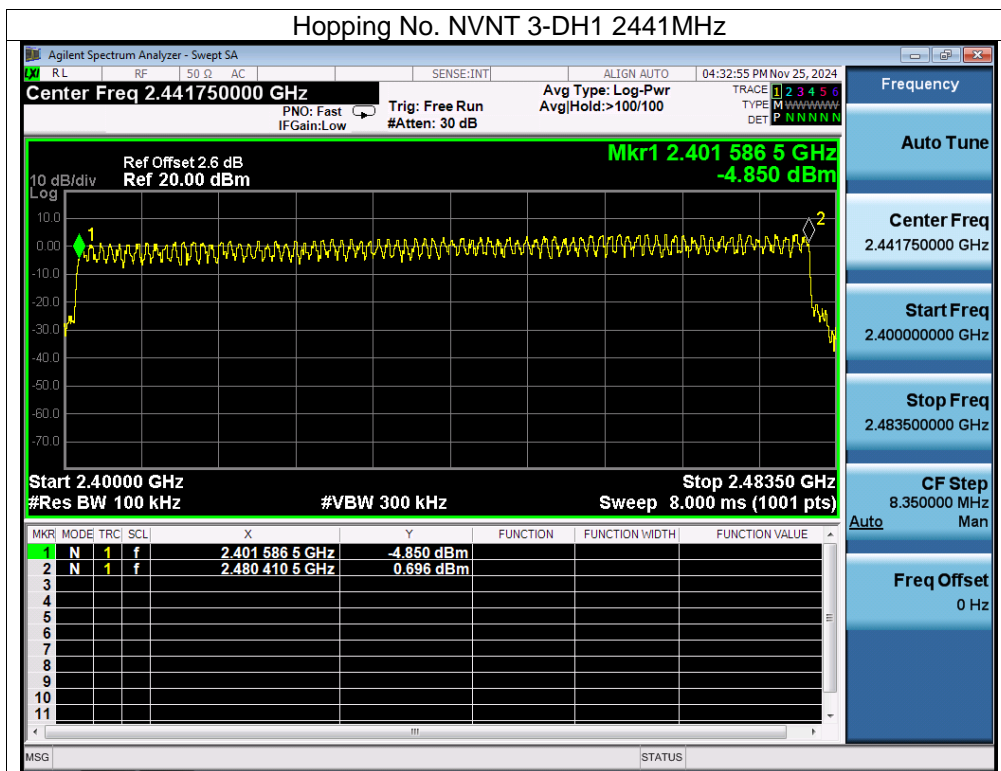 Hopping No. NVNT 3-DH1 2441MHz
Agilent Spectrum Analyzer - Swept SA
LXI RL RF 50 Ω AC SENSE:INT ALIGN AUTO 04:32:55 PM Nov 25, 2024
Center Freq 2.441750000 GHz
PNO: Fast
IFGain:Low
Trig: Free Run
#Atten: 30 dB
Avg Type: Log-Pwr
Avg|Hold:>100/100
TRACE 1 2 3 4 5 6
TYPE M WWWWW
DET P N N N N N
Ref Offset 2.6 dB
10 dB/div Ref 20.00 dBm
Log
Mkr1 2.401 586 5 GHz
-4.850 dBm
10.0
0.00
-10.0
-20.0
-30.0
-40.0
-50.0
-60.0
-70.0
1
2
Start 2.40000 GHz Stop 2.48350 GHz
#Res BW 100 kHz #VBW 300 kHz Sweep 8.000 ms (1001 pts)
MKR MODE TRC SCL X Y FUNCTION FUNCTION WIDTH FUNCTION VALUE
1 N 1 f 2.401 586 5 GHz -4.850 dBm
2 N 1 f 2.480 410 5 GHz 0.696 dBm
3
4
5
6
7
8
9
10
11
MSG STATUS
Frequency
Auto Tune
Center Freq
2.441750000 GHz
Start Freq
2.400000000 GHz
Stop Freq
2.483500000 GHz
CF Step
8.350000 MHz
Auto Man
Freq Offset
0 Hz